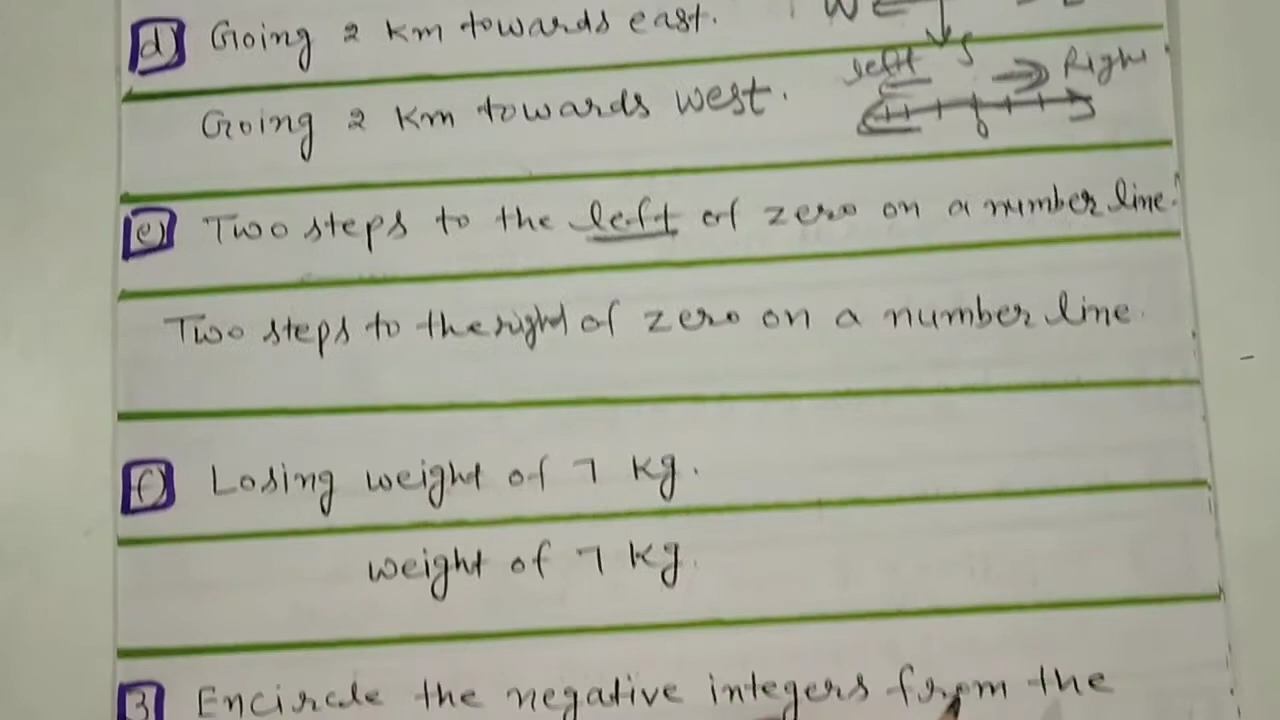 d) Going 2 km towards east.
W E
S
Going 2 km towards west.
left
Right
0
e) Two steps to the left of zero on a number line.
Two steps to the right of zero on a number line.
f) Losing weight of 7 kg.
weight of 7 kg.
3 Encircle the negative integers from the